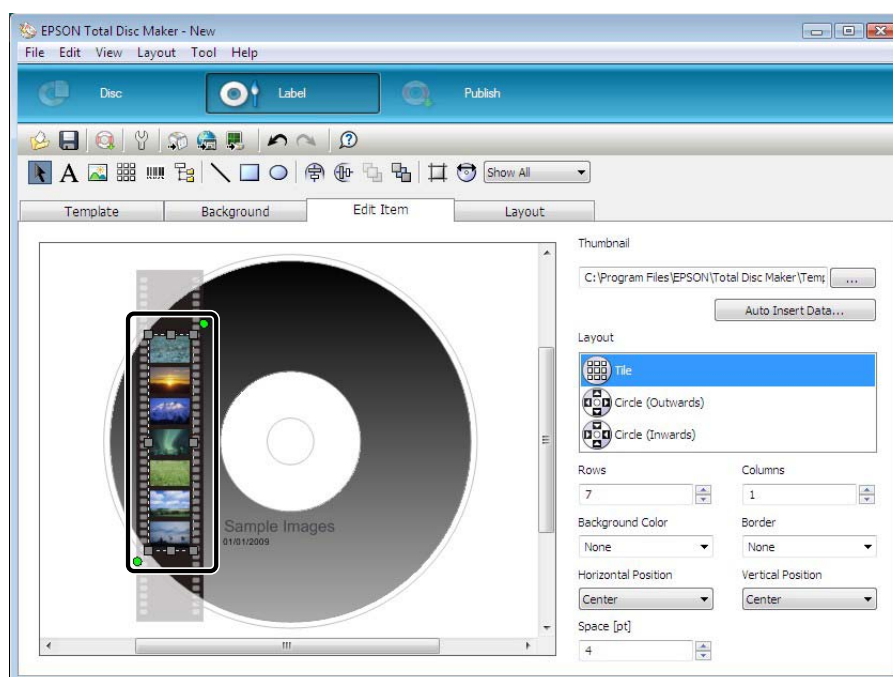 EPSON Total Disc Maker - New
File Edit View Layout Tool Help
Disc Label Publish
A Show All
Template Background Edit Item Layout
Thumbnail
C:\Program Files\EPSON\Total Disc Maker\Temp ...
Auto Insert Data...
Layout
Tile
Circle (Outwards)
Circle (Inwards)
Rows Columns
7 1
Background Color Border
None None
Horizontal Position Vertical Position
Center Center
Space [pt]
4
Sample Images
01/01/2009